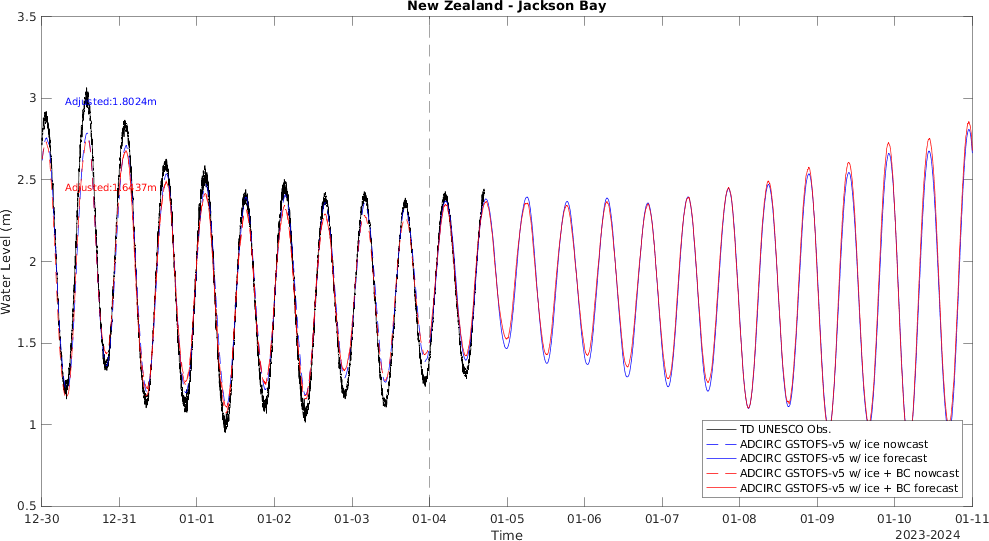 New Zealand - Jackson Bay
3.5
3
2.5
2
1.5
1
0.5
Water Level (m)
Adjusted:1.8024m
Adjusted:1.6437m
TD UNESCO Obs.
ADCIRC GSTOFS-v5 w/ ice nowcast
ADCIRC GSTOFS-v5 w/ ice forecast
ADCIRC GSTOFS-v5 w/ ice + BC nowcast
ADCIRC GSTOFS-v5 w/ ice + BC forecast
12-30 12-31 01-01 01-02 01-03 01-04 01-05 01-06 01-07 01-08 01-09 01-10 01-11
Time
2023-2024